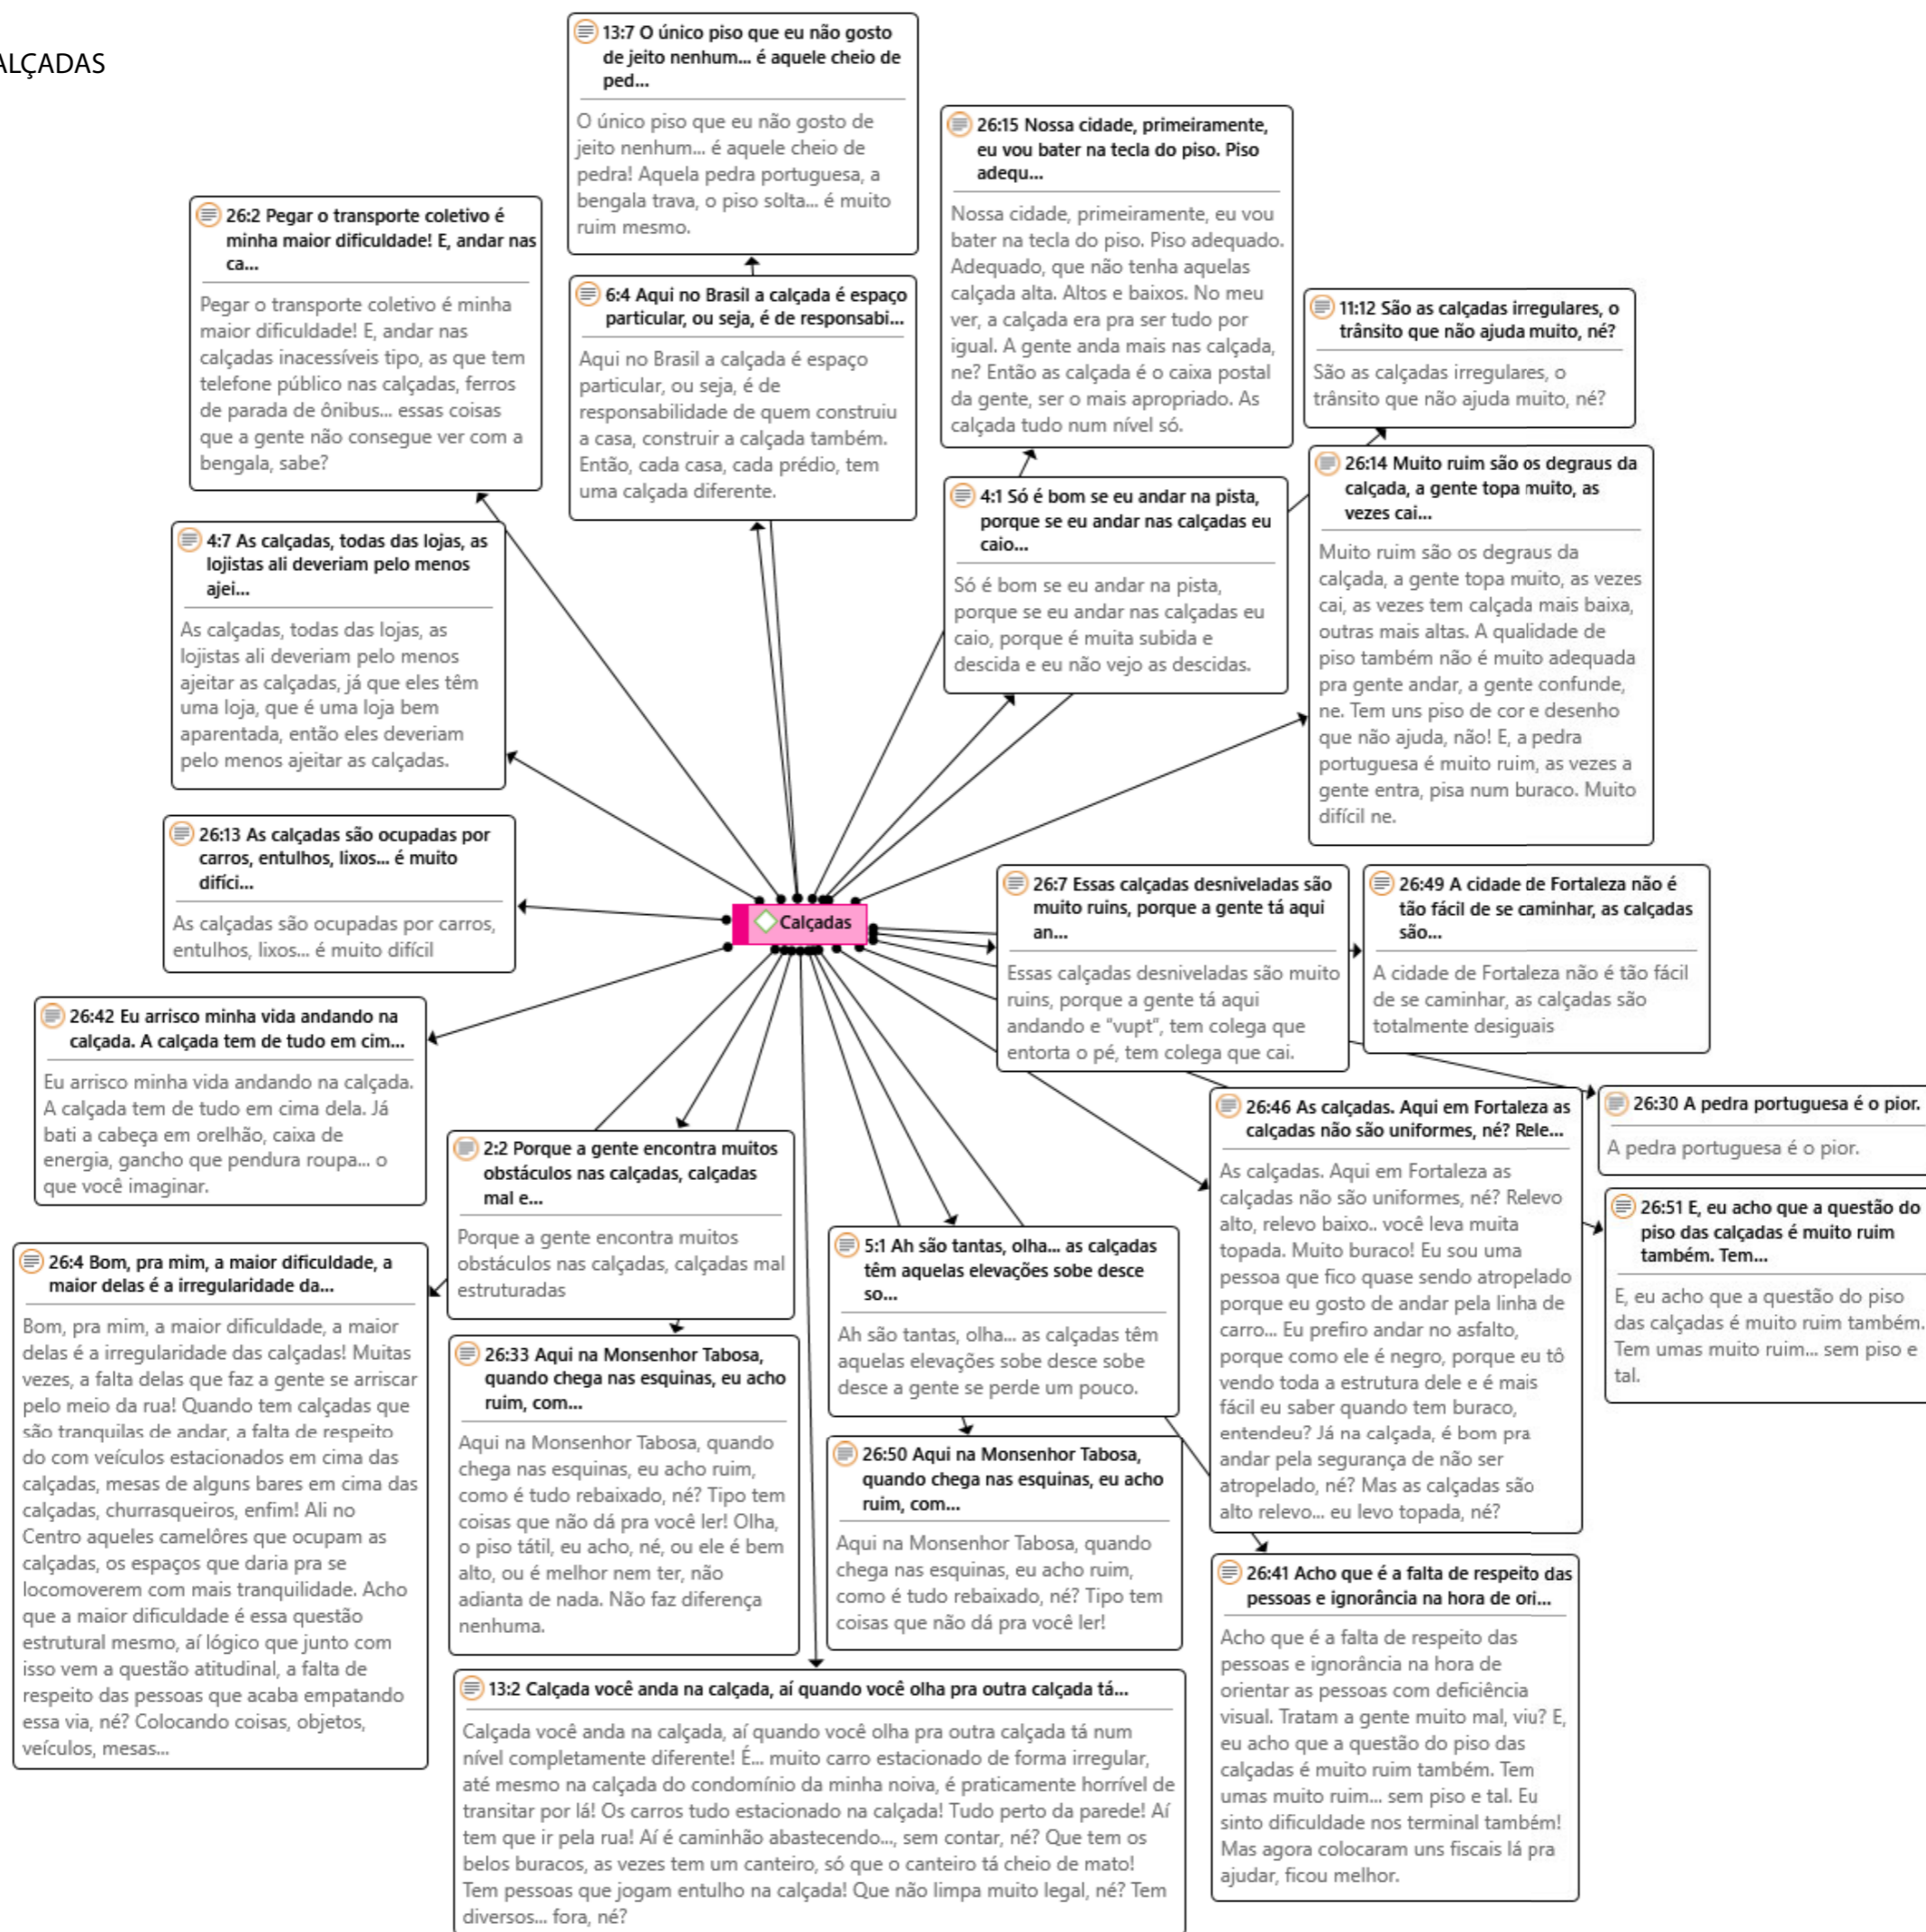 ALÇADAS
13:7 O único piso que eu não gosto
de jeito nenhum... é aquele cheio de
ped...
O único piso que eu não gosto de
jeito nenhum... é aquele cheio de
pedra! Aquela pedra portuguesa, a
bengala trava, o piso solta... é muito
ruim mesmo.
26:15 Nossa cidade, primeiramente,
eu vou bater na tecla do piso. Piso
adequ...
Nossa cidade, primeiramente, eu vou
bater na tecla do piso. Piso adequado.
Adequado, que não tenha aquelas
calçada alta. Altos e baixos. No meu
ver, a calçada era pra ser tudo por
igual. A gente anda mais nas calçada,
ne? Então as calçada é o caixa postal
da gente, ser o mais apropriado. As
calçada tudo num nível só.
26:2 Pegar o transporte coletivo é
minha maior dificuldade! E, andar nas
ca...
Pegar o transporte coletivo é minha
maior dificuldade! E, andar nas
calçadas inacessíveis tipo, as que tem
telefone público nas calçadas, ferros
de parada de ônibus... essas coisas
que a gente não consegue ver com a
bengala, sabe?
6:4 Aqui no Brasil a calçada é espaço
particular, ou seja, é de responsabi...
Aqui no Brasil a calçada é espaço
particular, ou seja, é de
responsabilidade de quem construiu
a casa, construir a calçada também.
Então, cada casa, cada prédio, tem
uma calçada diferente.
11:12 São as calçadas irregulares, o
trânsito que não ajuda muito, né?
São as calçadas irregulares, o
trânsito que não ajuda muito, né?
26:14 Muito ruim são os degraus da
calçada, a gente topa muito, as
vezes cai...
Muito ruim são os degraus da
calçada, a gente topa muito, as vezes
cai, as vezes tem calçada mais baixa,
outras mais altas. A qualidade de
piso também não é muito adequada
pra gente andar, a gente confunde,
ne. Tem uns piso de cor e desenho
que não ajuda, não! E, a pedra
portuguesa é muito ruim, as vezes a
gente entra, pisa num buraco. Muito
difícil ne.
4:1 Só é bom se eu andar na pista,
porque se eu andar nas calçadas eu
caio...
Só é bom se eu andar na pista,
porque se eu andar nas calçadas eu
caio, porque é muita subida e
descida e eu não vejo as descidas.
4:7 As calçadas, todas das lojas, as
lojistas ali deveriam pelo menos
ajei...
As calçadas, todas das lojas, as
lojistas ali deveriam pelo menos
ajeitar as calçadas, já que eles têm
uma loja, que é uma loja bem
aparentada, então eles deveriam
pelo menos ajeitar as calçadas.
26:13 As calçadas são ocupadas por
carros, entulhos, lixos... é muito
difíci...
As calçadas são ocupadas por carros,
entulhos, lixos... é muito difícil
Calçadas
26:7 Essas calçadas desniveladas são
muito ruins, porque a gente tá aqui
an...
Essas calçadas desniveladas são muito
ruins, porque a gente tá aqui
andando e "vupt", tem colega que
entorta o pé, tem colega que cai.
26:49 A cidade de Fortaleza não é
tão fácil de se caminhar, as calçadas
são...
A cidade de Fortaleza não é tão fácil
de se caminhar, as calçadas são
totalmente desiguais
26:42 Eu arrisco minha vida andando na
calçada. A calçada tem de tudo em cim...
Eu arrisco minha vida andando na calçada.
A calçada tem de tudo em cima dela. Já
bati a cabeça em orelhão, caixa de
energia, gancho que pendura roupa... o
que você imaginar.
26:30 A pedra portuguesa é o pior.
A pedra portuguesa é o pior.
26:46 As calçadas. Aqui em Fortaleza as
calçadas não são uniformes, né? Rele...
As calçadas. Aqui em Fortaleza as
calçadas não são uniformes, né? Relevo
alto, relevo baixo.. você leva muita
topada. Muito buraco! Eu sou uma
pessoa que fico quase sendo atropelado
porque eu gosto de andar pela linha de
carro... Eu prefiro andar no asfalto,
porque como ele é negro, porque eu tô
vendo toda a estrutura dele e é mais
fácil eu saber quando tem buraco,
entendeu? Já na calçada, é bom pra
andar pela segurança de não ser
atropelado, né? Mas as calçadas são
alto relevo... eu levo topada, né?
26:51 E, eu acho que a questão do
piso das calçadas é muito ruim
também. Tem...
E, eu acho que a questão do piso
das calçadas é muito ruim também.
Tem umas muito ruim... sem piso e
tal.
2:2 Porque a gente encontra muitos
obstáculos nas calçadas, calçadas
mal e...
Porque a gente encontra muitos
obstáculos nas calçadas, calçadas mal
estruturadas
5:1 Ah são tantas, olha... as calçadas
têm aquelas elevações sobe desce
so...
Ah são tantas, olha... as calçadas têm
aquelas elevações sobe desce sobe
desce a gente se perde um pouco.
26:4 Bom, pra mim, a maior dificuldade, a
maior delas é a irregularidade da...
Bom, pra mim, a maior dificuldade, a maior
delas é a irregularidade das calçadas! Muitas
vezes, a falta delas que faz a gente se arriscar
pelo meio da rua! Quando tem calçadas que
são tranquilas de andar, a falta de respeito
do com veículos estacionados em cima das
calçadas, mesas de alguns bares em cima das
calçadas, churrasqueiros, enfim! Ali no
Centro aqueles camelôres que ocupam as
calçadas, os espaços que daria pra se
locomoverem com mais tranquilidade. Acho
que a maior dificuldade é essa questão
estrutural mesmo, aí lógico que junto com
isso vem a questão atitudinal, a falta de
respeito das pessoas que acaba empatando
essa via, né? Colocando coisas, objetos,
veículos, mesas...
26:33 Aqui na Monsenhor Tabosa,
quando chega nas esquinas, eu acho
ruim, com...
Aqui na Monsenhor Tabosa, quando
chega nas esquinas, eu acho ruim,
como é tudo rebaixado, né? Tipo tem
coisas que não dá pra você ler! Olha,
o piso tátil, eu acho, né, ou ele é bem
alto, ou é melhor nem ter, não
adianta de nada. Não faz diferença
nenhuma.
26:50 Aqui na Monsenhor Tabosa,
quando chega nas esquinas, eu acho
ruim, com...
Aqui na Monsenhor Tabosa, quando
chega nas esquinas, eu acho ruim,
como é tudo rebaixado, né? Tipo tem
coisas que não dá pra você ler!
26:41 Acho que é a falta de respeito das
pessoas e ignorância na hora de ori...
Acho que é a falta de respeito das
pessoas e ignorância na hora de
orientar as pessoas com deficiência
visual. Tratam a gente muito mal, viu? E,
eu acho que a questão do piso das
calçadas é muito ruim também. Tem
umas muito ruim... sem piso e tal. Eu
sinto dificuldade nos terminal também!
Mas agora colocaram uns fiscais lá pra
ajudar, ficou melhor.
13:2 Calçada você anda na calçada, aí quando você olha pra outra calçada tá...
Calçada você anda na calçada, aí quando você olha pra outra calçada tá num
nível completamente diferente! É... muito carro estacionado de forma irregular,
até mesmo na calçada do condomínio da minha noiva, é praticamente horrível de
transitar por lá! Os carros tudo estacionado na calçada! Tudo perto da parede! Aí
tem que ir pela rua! Aí é caminhão abastecendo..., sem contar, né? Que tem os
belos buracos, as vezes tem um canteiro, só que o canteiro tá cheio de mato!
Tem pessoas que jogam entulho na calçada! Que não limpa muito legal, né? Tem
diversos... fora, né?